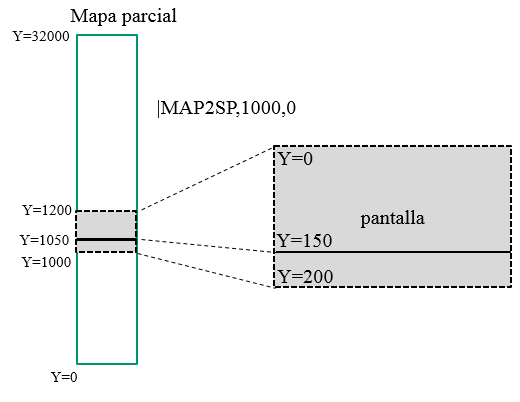 Mapa parcial
Y=32000
|MAP2SP,1000,0
Y=0
Y=1200
pantalla
Y=1050
Y=150
Y=1000
Y=200
Y=0